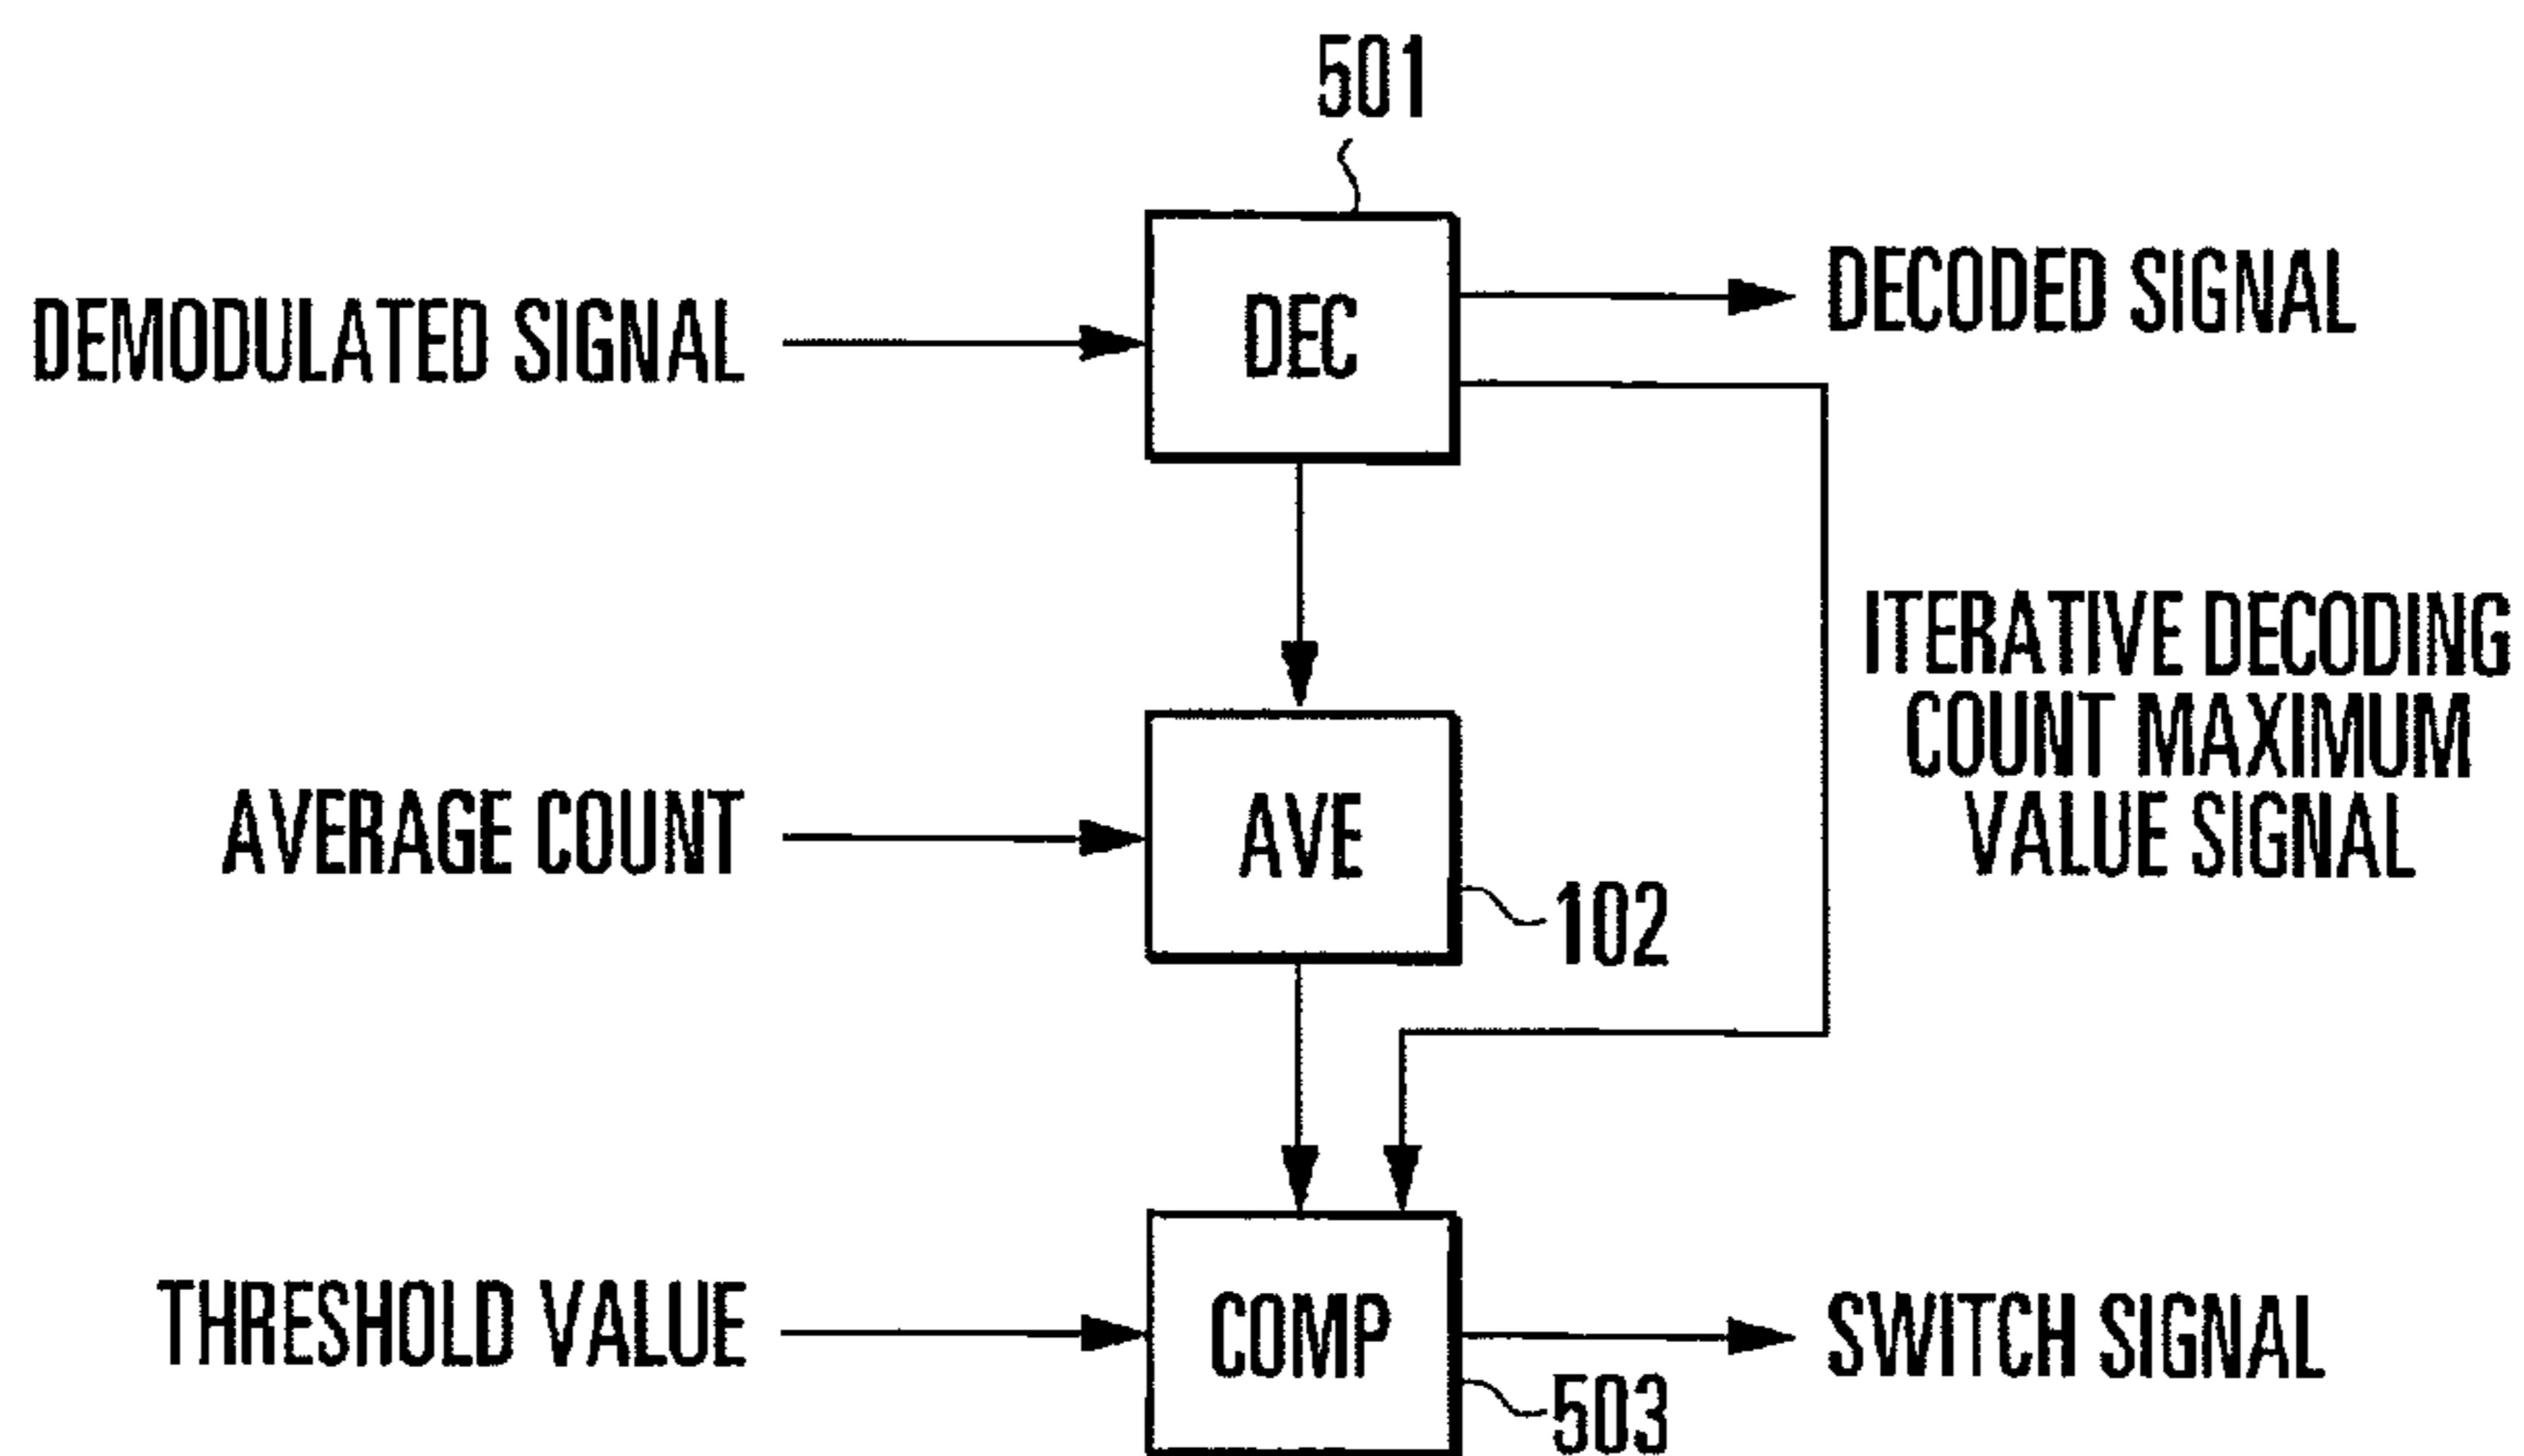 501
DEMODULATED SIGNAL
DEC
DECODED SIGNAL
ITERATIVE DECODING
COUNT MAXIMUM
VALUE SIGNAL
AVERAGE COUNT
AVE
102
THRESHOLD VALUE
COMP
SWITCH SIGNAL
503